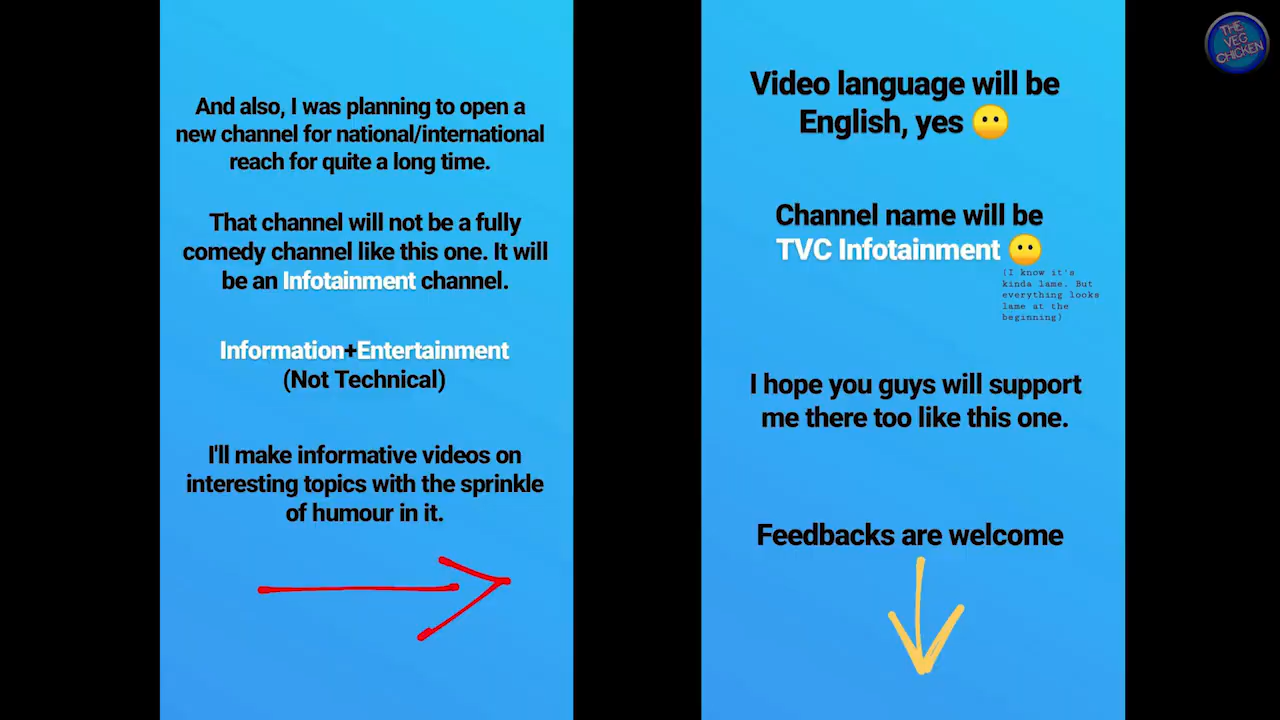 And also, I was planning to open a
new channel for national/international
reach for quite a long time.
That channel will not be a fully
comedy channel like this one. It will
be an Infotainment channel.
Information+Entertainment
(Not Technical)
I'll make informative videos on
interesting topics with the sprinkle
of humour in it.
Video language will be
English, yes 😶
Channel name will be
TVC Infotainment 😶
(I know it's
kinda lame. But
everything looks
lame at the
beginning)
I hope you guys will support
me there too like this one.
Feedbacks are welcome
THE
VEG
CHICKEN